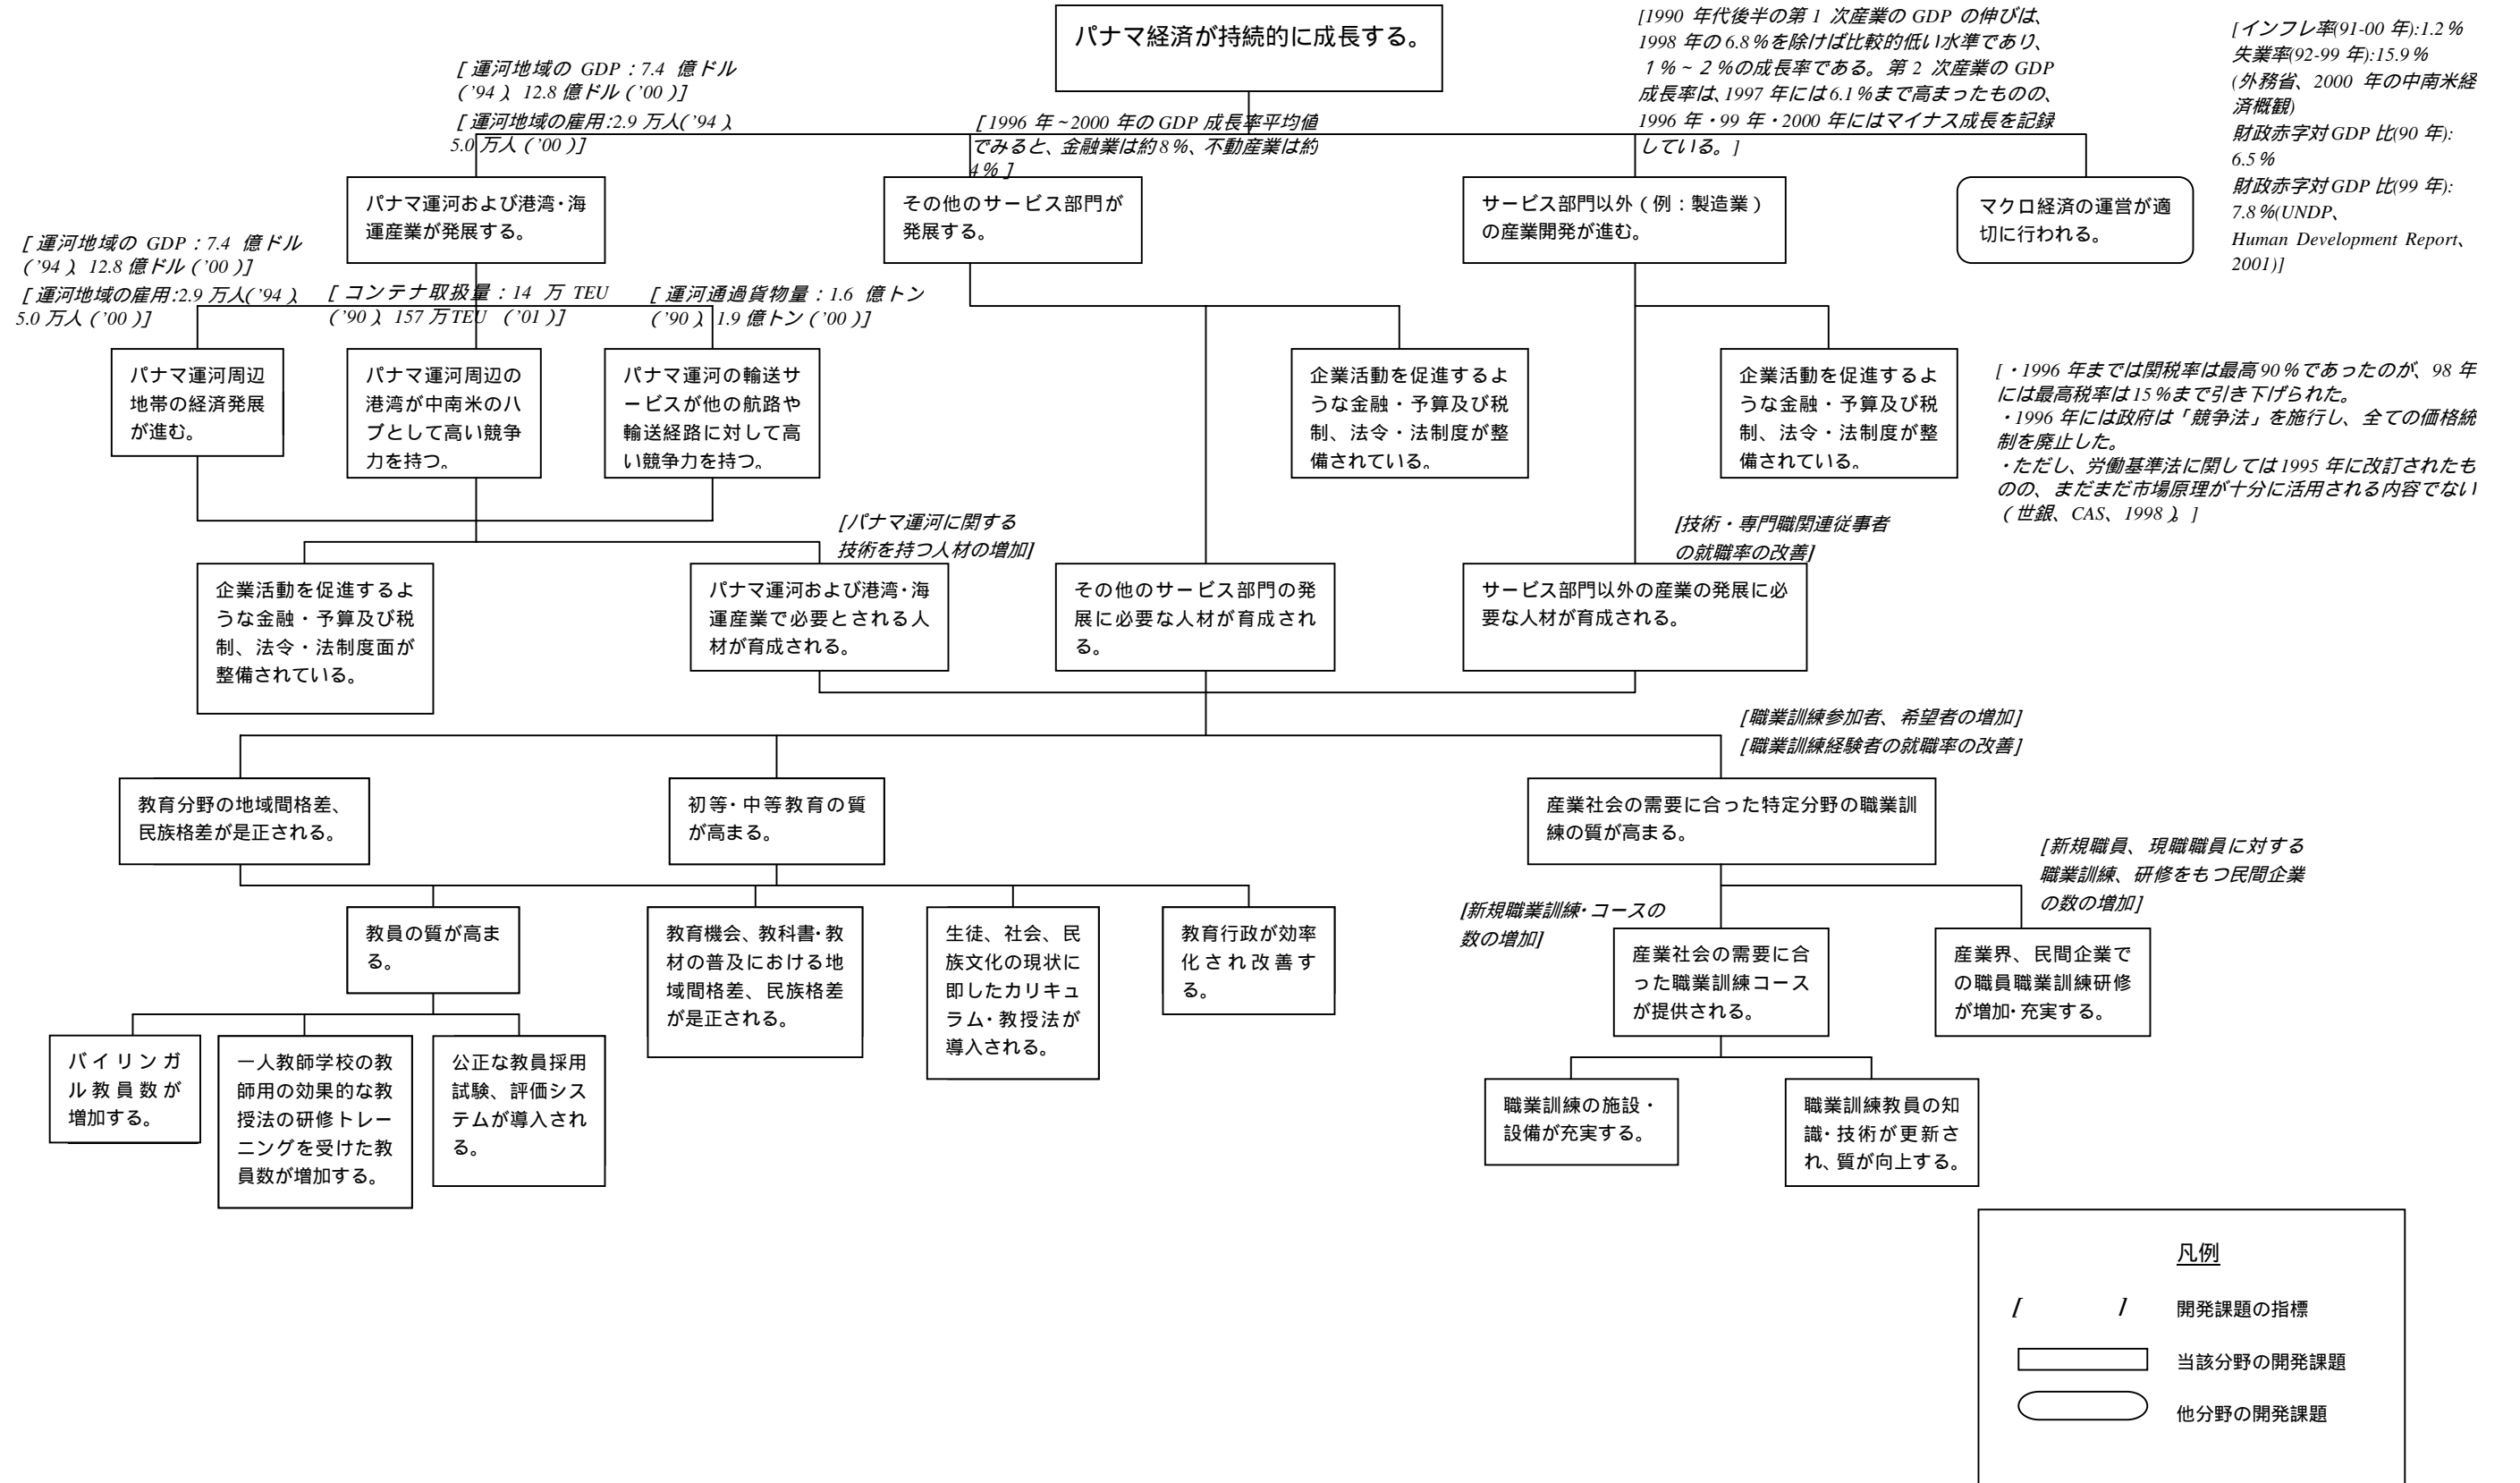 パナマ経済が持続的に成長する。
[1990 年代後半の第 1 次産業の GDP の伸びは、
1998 年の 6.8％を除けば比較的低い水準であり、
１％～２％の成長率である。第 2 次産業の GDP
成長率は、1997 年には 6.1％まで高まったものの、
1996 年・99 年・2000 年にはマイナス成長を記録
している。]
[インフレ率(91-00 年):1.2％
失業率(92-99 年):15.9％
(外務省、2000 年の中南米経
済概観)
財政赤字対 GDP 比(90 年):
6.5％
財政赤字対 GDP 比(99 年):
7.8％(UNDP、
Human Development Report、
2001)]
[運河地域の GDP：7.4 億ドル
（’94）、12.8 億ドル（’00）]
[運河地域の雇用:2.9 万人(’94）、
5.0 万人（’00）]
[1996 年～2000 年の GDP 成長率平均値
でみると、金融業は約 8％、不動産業は約
4％]
パナマ運河および港湾・海
運産業が発展する。
その他のサービス部門が
発展する。
サービス部門以外（例：製造業）
の産業開発が進む。
マクロ経済の運営が適
切に行われる。
[運河地域の GDP：7.4 億ドル
（’94）、12.8 億ドル（’00）]
[運河地域の雇用:2.9 万人(’94）、
5.0 万人（’00）]
[コンテナ取扱量：14 万 TEU
（’90）、157 万 TEU （’01）]
[運河通過貨物量：1.6 億トン
（’90）、1.9 億トン（’00）]
パナマ運河周辺
地帯の経済発展
が進む。
パナマ運河周辺の
港湾が中南米のハ
ブとして高い競争
力を持つ。
パナマ運河の輸送サ
ービスが他の航路や
輸送経路に対して高
い競争力を持つ。
企業活動を促進するよ
うな金融・予算及び税
制、法令・法制度が整
備されている。
企業活動を促進するよ
うな金融・予算及び税
制、法令・法制度が整
備されている。
[・1996 年までは関税率は最高 90％であったのが、98 年
には最高税率は 15％まで引き下げられた。
・1996 年には政府は「競争法」を施行し、全ての価格統
制を廃止した。
・ただし、労働基準法に関しては 1995 年に改訂されたも
のの、まだまだ市場原理が十分に活用される内容でない
（世銀、CAS、1998）。]
[パナマ運河に関する
技術を持つ人材の増加]
[技術・専門職関連従事者
の就職率の改善]
企業活動を促進するよ
うな金融・予算及び税
制、法令・法制度面が
整備されている。
パナマ運河および港湾・海
運産業で必要とされる人
材が育成される。
その他のサービス部門の発
展に必要な人材が育成され
る。
サービス部門以外の産業の発展に必
要な人材が育成される。
[職業訓練参加者、希望者の増加]
[職業訓練経験者の就職率の改善]
教育分野の地域間格差、
民族格差が是正される。
初等・中等教育の質
が高まる。
産業社会の需要に合った特定分野の職業訓
練の質が高まる。
[新規職員、現職職員に対する
職業訓練、研修をもつ民間企業
の数の増加]
[新規職業訓練・コースの
数の増加]
教員の質が高ま
る。
教育機会、教科書・教
材の普及における地
域間格差、民族格差
が是正される。
生徒、社会、民
族文化の現状に
即したカリキュ
ラム・教授法が
導入される。
教育行政が効率
化され改善す
る。
産業社会の需要に合
った職業訓練コース
が提供される。
産業界、民間企業で
の職員職業訓練研修
が増加・充実する。
バイリンガ
ル教員数が
増加する。
一人教師学校の教
師用の効果的な教
授法の研修トレー
ニングを受けた教
員数が増加する。
公正な教員採用
試験、評価シス
テムが導入され
る。
職業訓練の施設・
設備が充実する。
職業訓練教員の知
識・技術が更新さ
れ、質が向上する。
凡例
[ ] 開発課題の指標
当該分野の開発課題
他分野の開発課題